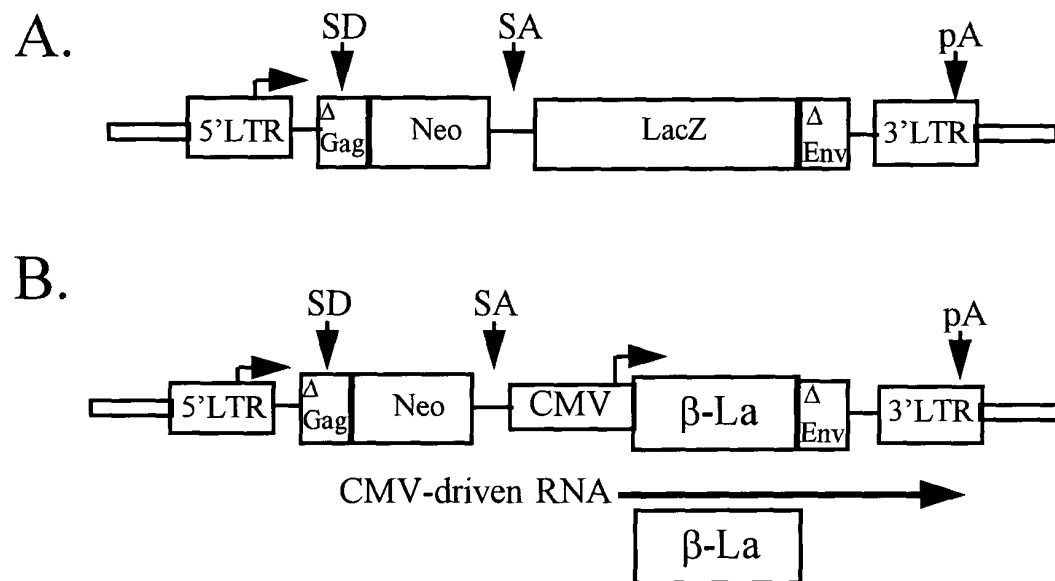 A.
SD SA pA
5'LTR Δ Gag Neo LacZ Δ Env 3'LTR
B.
SD SA pA
5'LTR Δ Gag Neo CMV β-La Δ Env 3'LTR
CMV-driven RNA
β-La